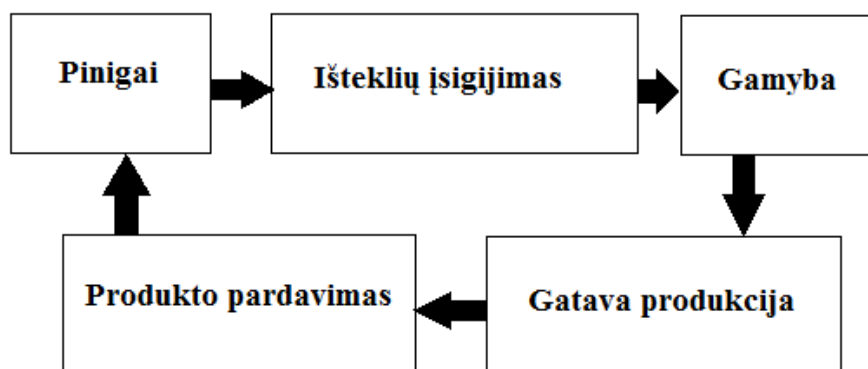 Pinigai
Išteklių įsigijimas
Gamyba
Produkto pardavimas
Gatava produkcija